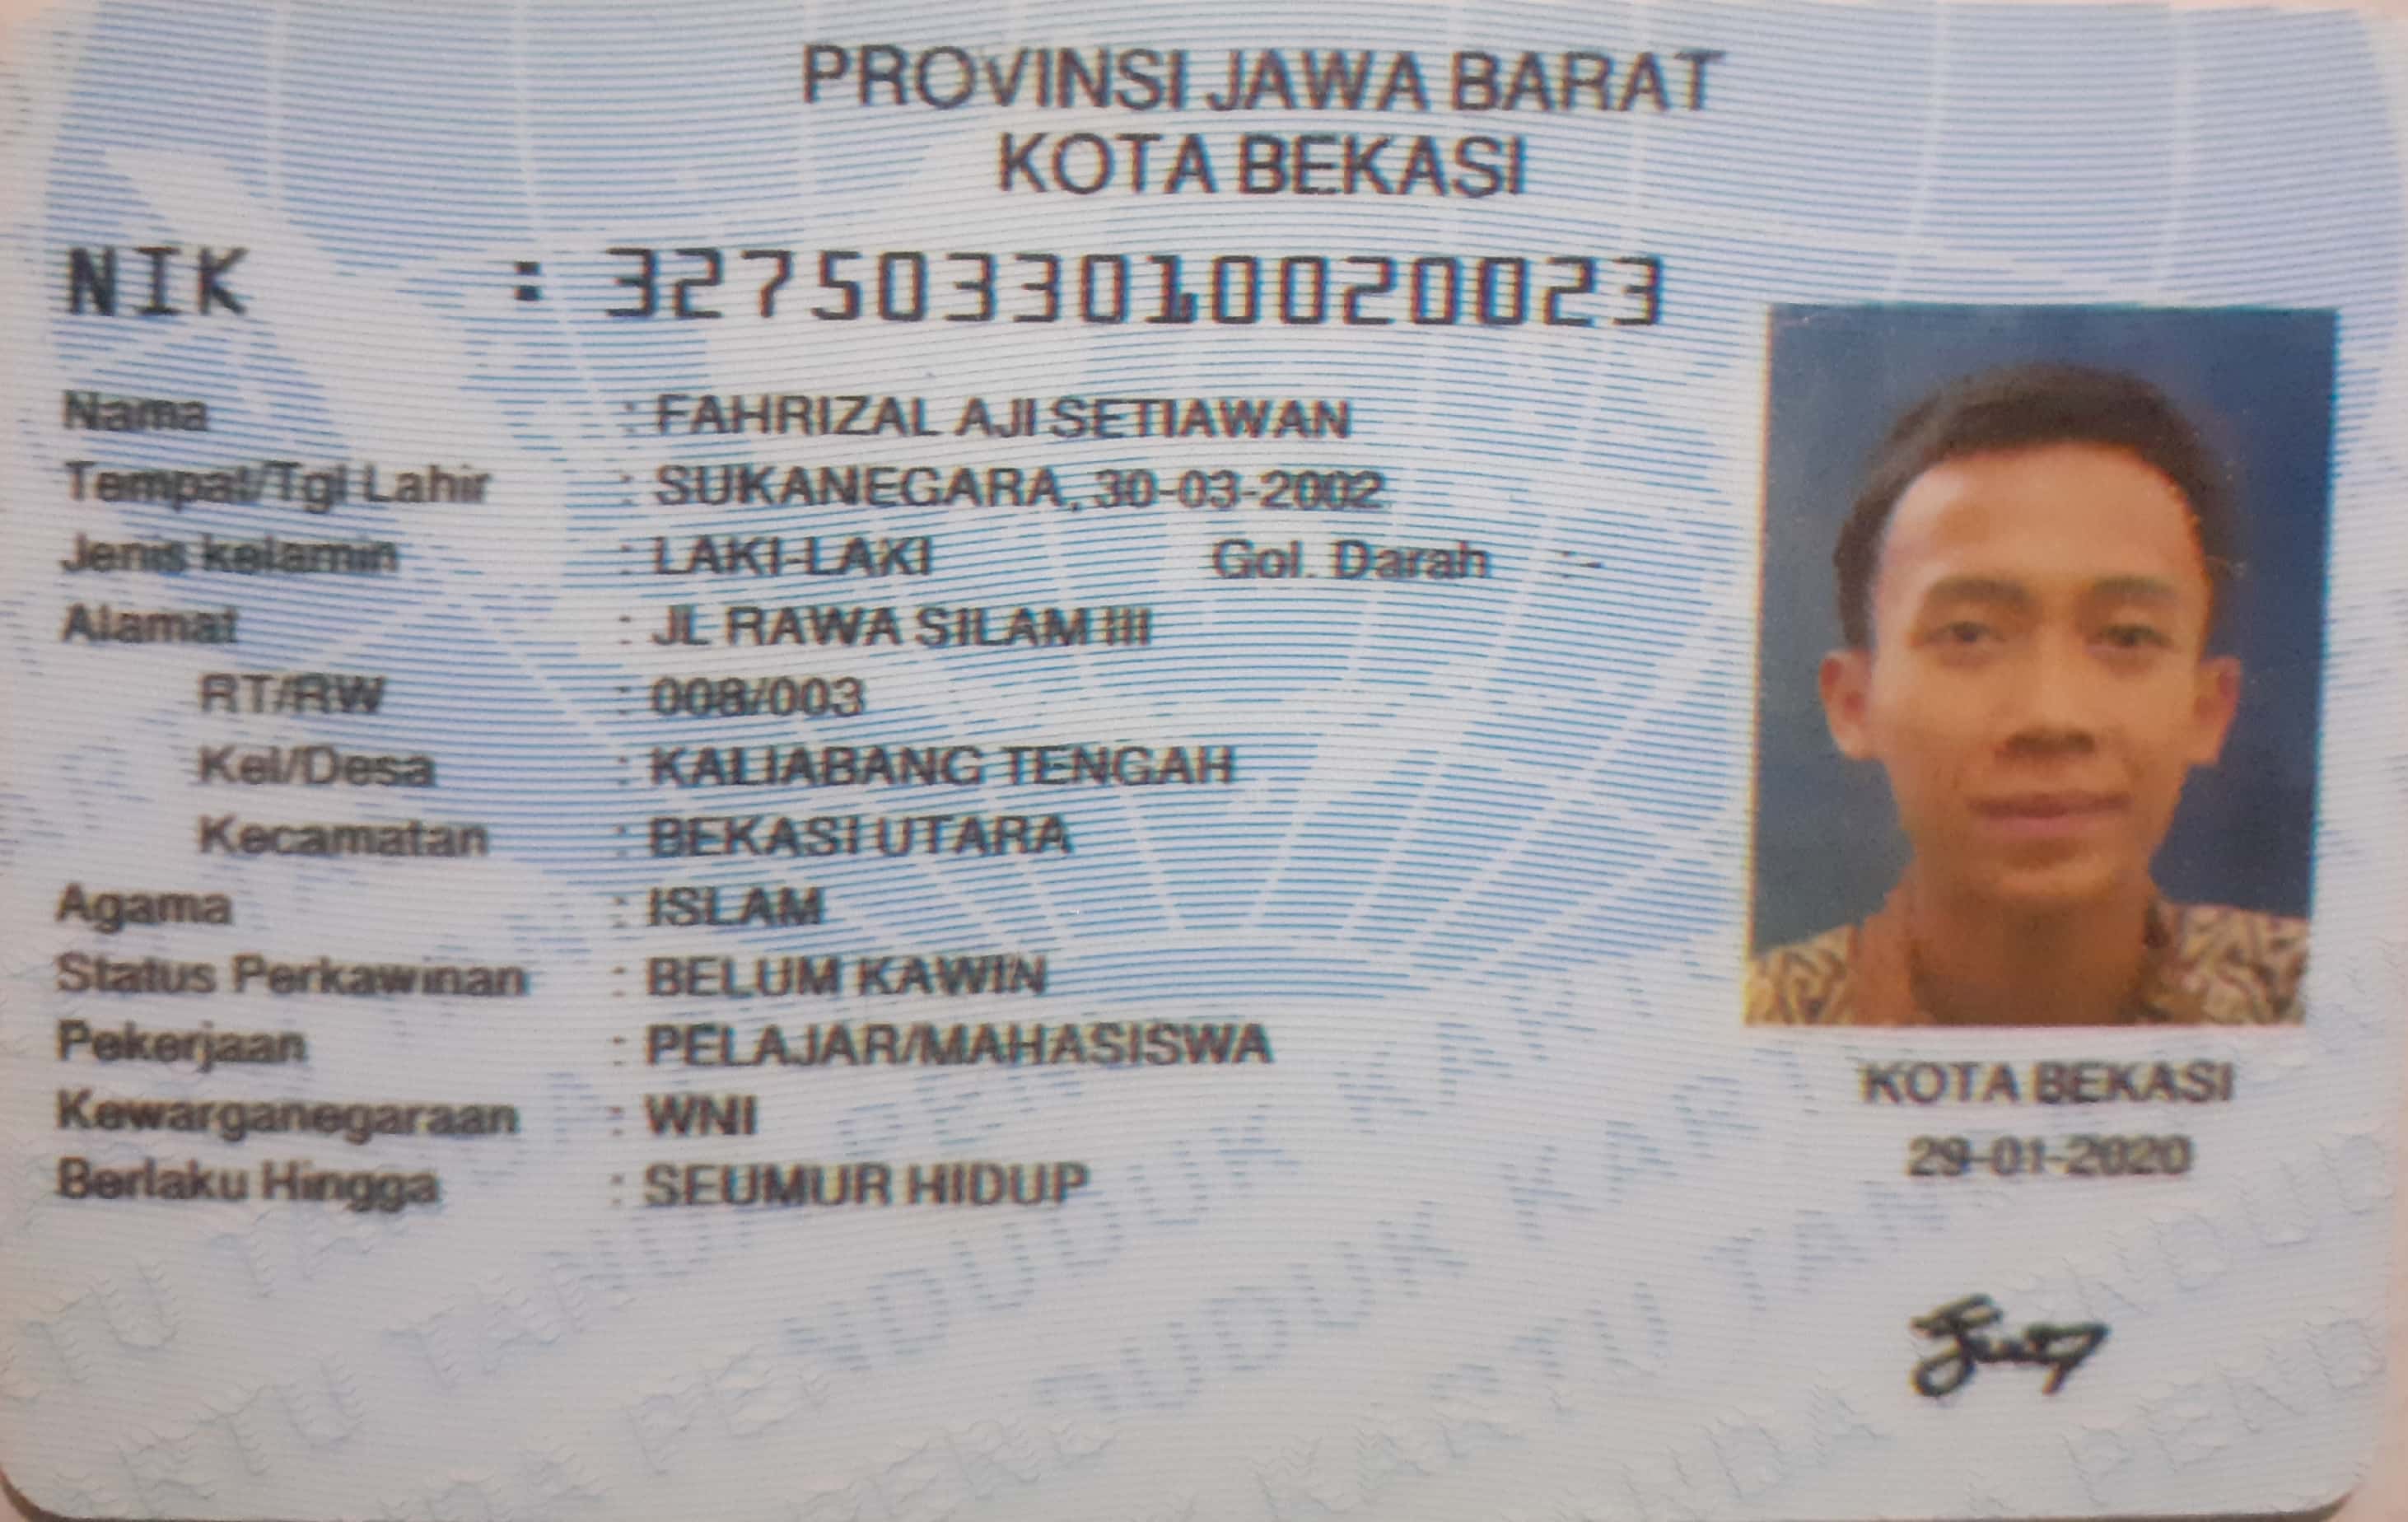 PROVINSI JAWA BARAT
KOTA BEKASI
NIK : 3275033010020023
Nama : FAHRIZAL AJI SETIAWAN
Tempat/Tgl Lahir : SUKANEGARA, 30-03-2002
Jenis kelamin : LAKI-LAKI Gol. Darah : -
Alamat : JL RAWA SILAM III
RT/RW : 008/003
Kel/Desa : KALIABANG TENGAH
Kecamatan : BEKASI UTARA
Agama : ISLAM
Status Perkawinan : BELUM KAWIN
Pekerjaan : PELAJAR/MAHASISWA
Kewarganegaraan : WNI
Berlaku Hingga : SEUMUR HIDUP
KOTA BEKASI
29-01-2020